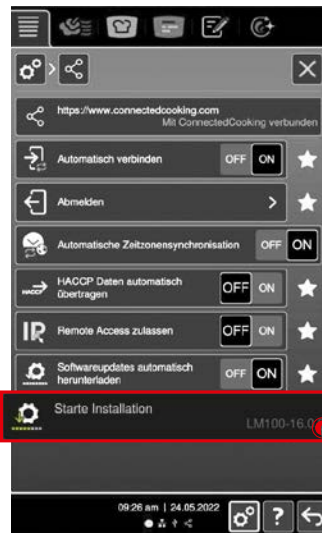 https://www.connectedcooking.com
Mit ConnectedCooking verbunden
Automatisch verbinden OFF ON
Abmelden
Automatische Zeitzonensynchronisation OFF ON
HACCP
HACCP Daten automatisch
übertragen OFF ON
IR Remote Access zulassen OFF ON
Softwareupdates automatisch
herunterladen OFF ON
Starte Installation
09:26 am | 24.05.2022
?